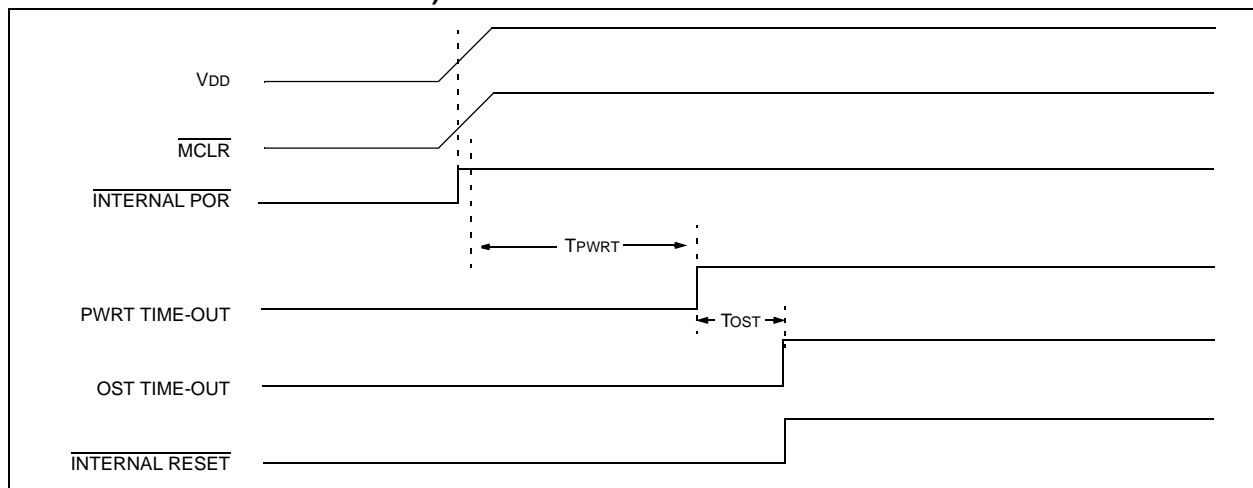 VDD
MCLR
INTERNAL POR
TPWRT
PWRT TIME-OUT
TOST
OST TIME-OUT
INTERNAL RESET